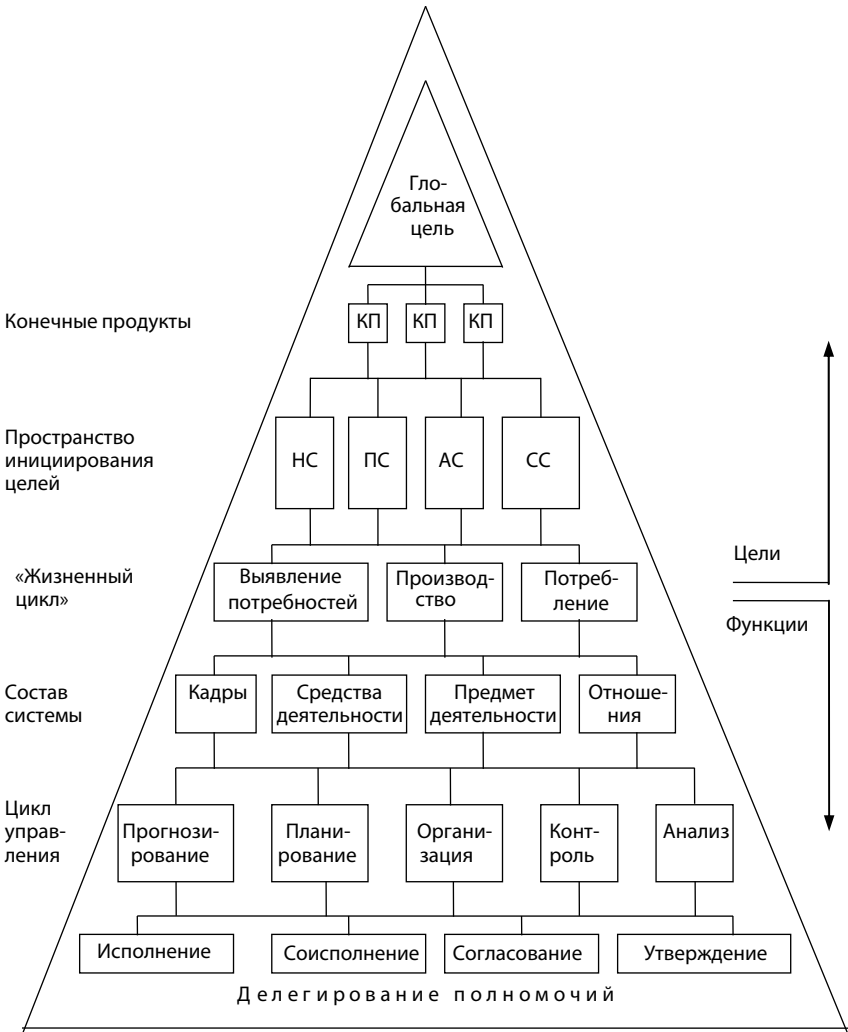 Гло-
бальная
цель
Конечные продукты
КП КП КП
Пространство
инициирования
целей
НС ПС АС СС
Цели
Функции
«Жизненный
цикл»
Выявление
потребностей
Производ-
ство
Потреб-
ление
Состав
системы
Кадры
Средства
деятельности
Предмет
деятельности
Отноше-
ния
Цикл
управ-
ления
Прогнози-
рование
Плани-
рование
Органи-
зация
Конт-
роль
Анализ
Исполнение
Соисполнение
Согласование
Утверждение
Делегирование полномочий